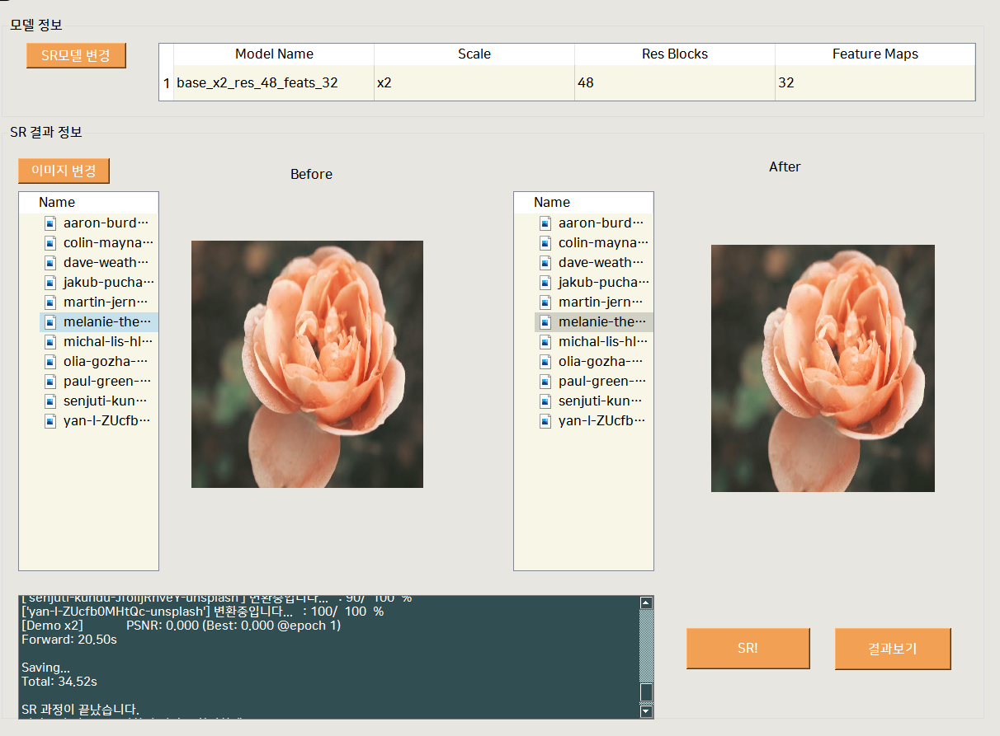 모델 정보
SR모델 변경
Model Name Scale Res Blocks Feature Maps
1 base_x2_res_48_feats_32 x2 48 32
SR 결과 정보
이미지 변경
Before
After
Name
aaron-burd…
colin-mayna…
dave-weath…
jakub-pucha…
martin-jern…
melanie-the…
michal-lis-hl…
olia-gozha-…
paul-green-…
senjuti-kun…
yan-l-ZUcfb…
Name
aaron-burd…
colin-mayna…
dave-weath…
jakub-pucha…
martin-jern…
melanie-the…
michal-lis-hl…
olia-gozha-…
paul-green-…
senjuti-kun…
yan-l-ZUcfb…
변환중입니다... : 90/ 100 %
['yan-l-ZUcfb0MHtQc-unsplash'] 변환중입니다... : 100/ 100 %
[Demo x2] PSNR: 0.000 (Best: 0.000 @epoch 1)
Forward: 20.50s
Saving...
Total: 34.52s
SR 과정이 끝났습니다.
SR!
결과보기